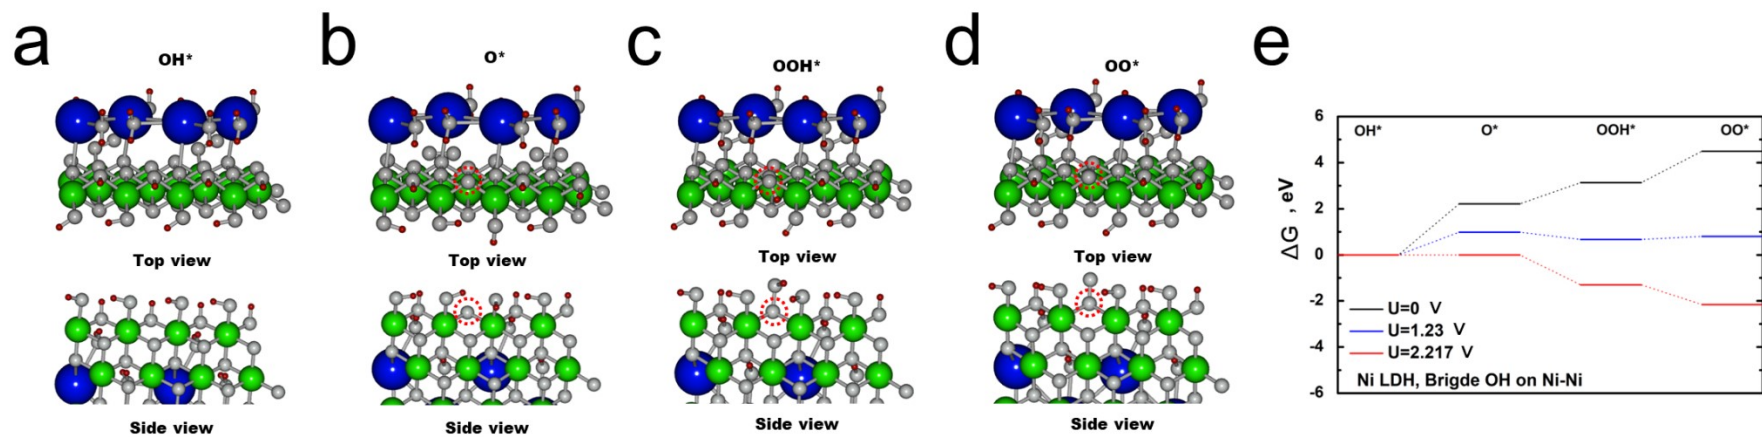 a
OH*
Top view
Side view
b
O*
Top view
Side view
c
OOH*
Top view
Side view
d
OO*
Top view
Side view
e
ΔG , eV
6
4
2
0
-2
-4
-6
OH*
O*
OOH*
OO*
U=0 V
U=1.23 V
U=2.217 V
Ni LDH, Brigde OH on Ni-Ni